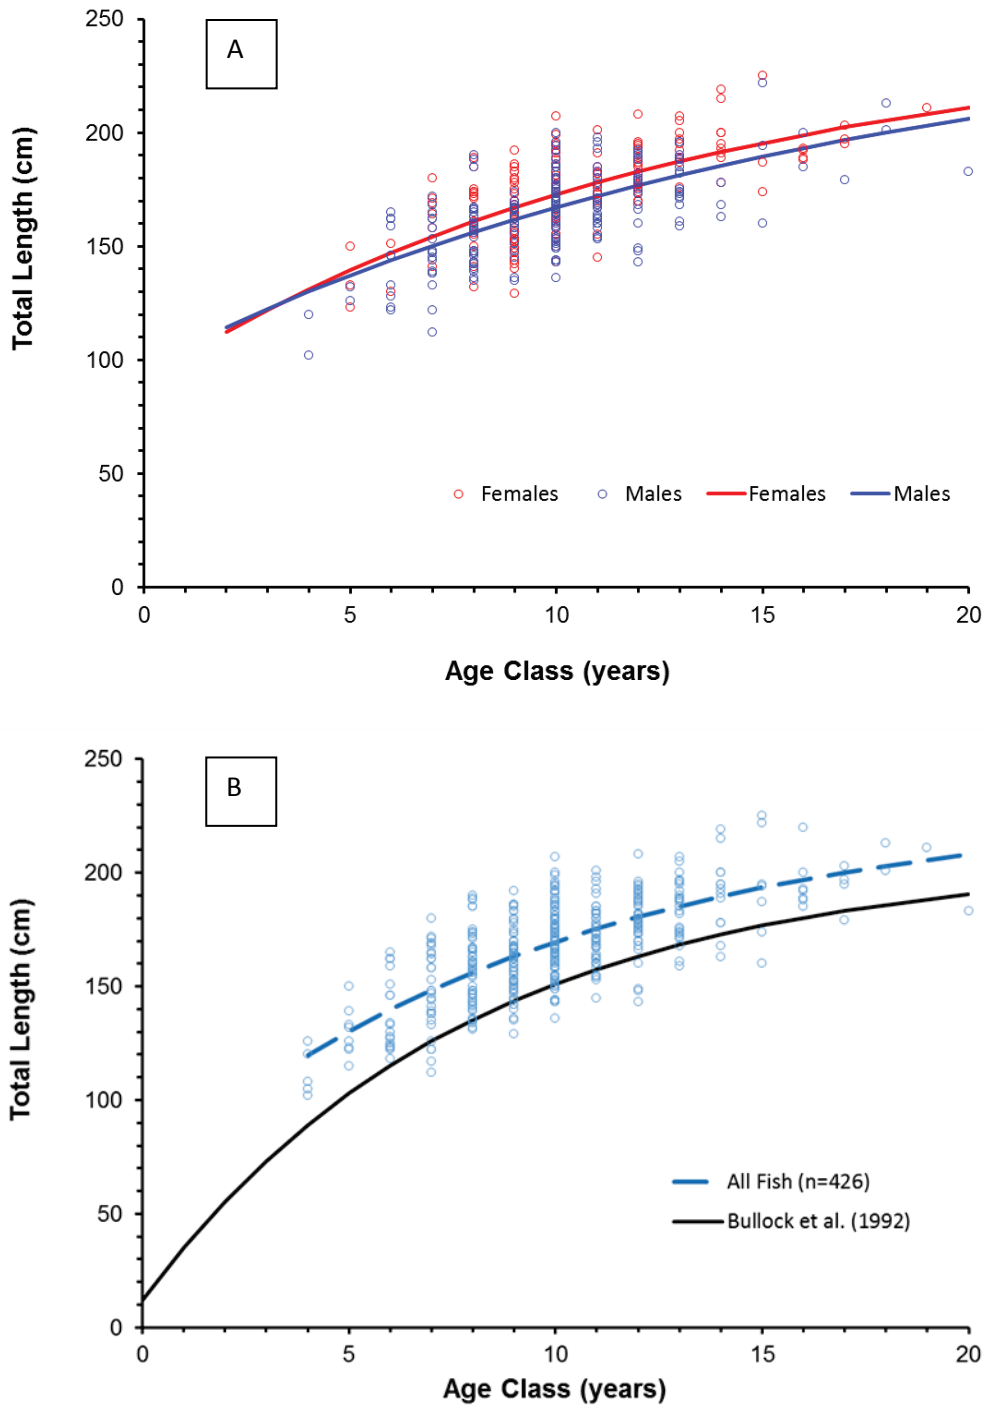 A
Total Length (cm)
250
200
150
100
50
0
Females Males Females Males
0 5 10 15 20
Age Class (years)
B
Total Length (cm)
250
200
150
100
50
0
All Fish (n=426)
Bullock et al. (1992)
0 5 10 15 20
Age Class (years)